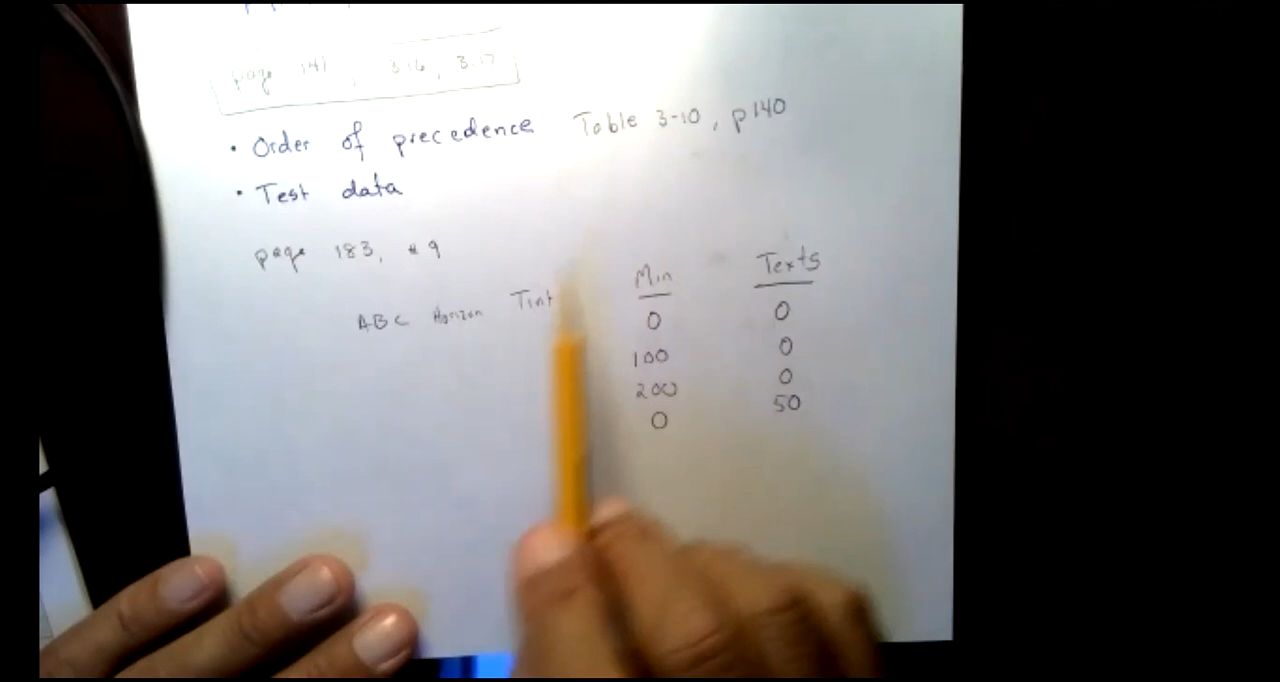 page 141, 3.16, 3.17
• Order of precedence Table 3-10, p140
• Test data
page 183, # 9
ABC Horizon Tint Min Texts
0 0
100 0
200 0
0 50